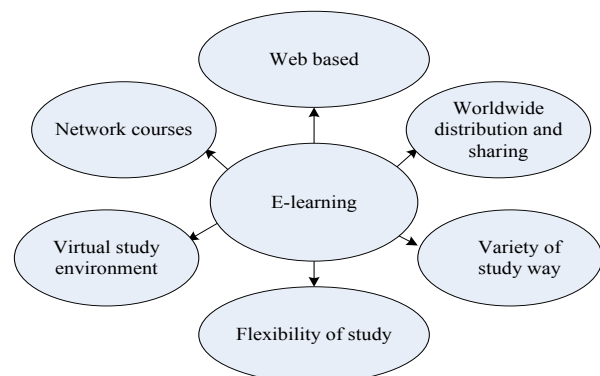 Web based
Network courses
Worldwide
distribution and
sharing
E-learning
Virtual study
environment
Variety of
study way
Flexibility of study